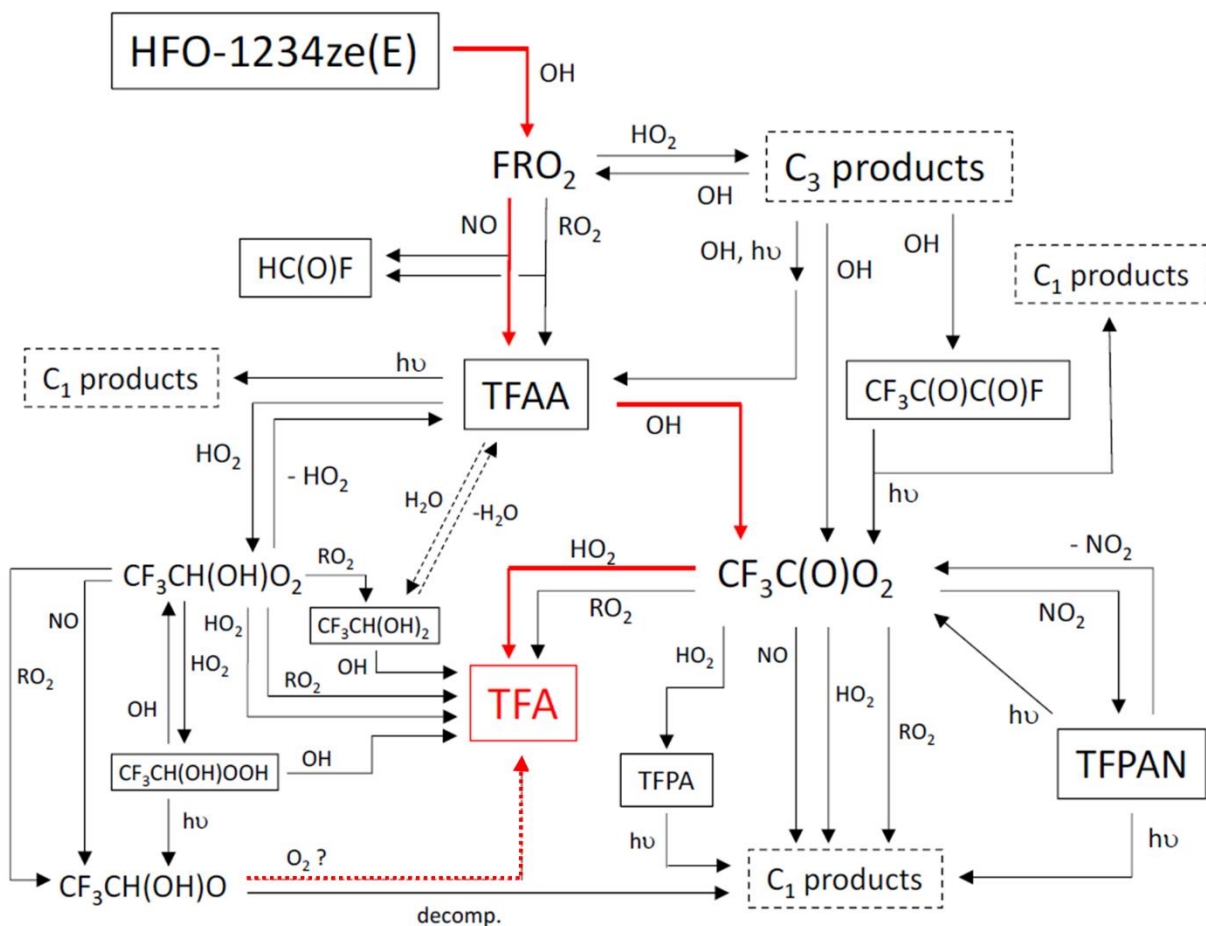 HFO-1234ze(E)
OH
FRO₂
HO₂
OH
C₃ products
NO
RO₂
HC(O)F
OH, hυ
OH
OH
C₁ products
C₁ products
hυ
TFAA
OH
CF₃C(O)C(O)F
HO₂
- HO₂
H₂O
-H₂O
hυ
CF₃CH(OH)O₂
RO₂
CF₃CH(OH)₂
HO₂
RO₂
CF₃C(O)O₂
- NO₂
NO₂
NO
RO₂
OH
HO₂
HO₂
RO₂
OH
TFA
HO₂
NO
HO₂
RO₂
hυ
CF₃CH(OH)OOH
OH
TFPA
TFPAN
hυ
hυ
hυ
CF₃CH(OH)O
O₂ ?
decomp.
C₁ products